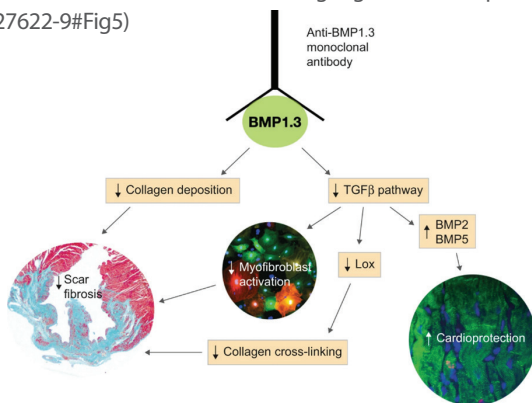 27622-9#Fig5)
Anti-BMP1.3
monoclonal
antibody
BMP1.3
↓ Collagen deposition
↓ TGFβ pathway
↑ BMP2
BMP5
↓ Scar
fibrosis
↓ Myofibroblast
activation
↓ Lox
↑ Cardioprotection
↓ Collagen cross-linking